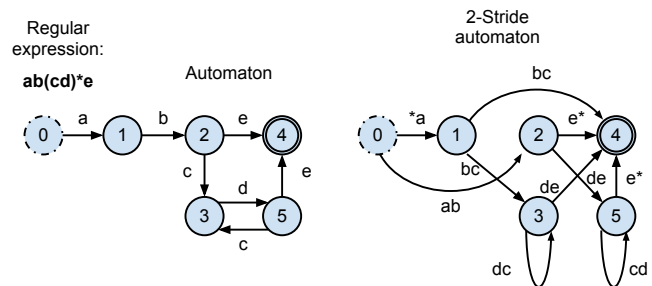 Regular
expression:
ab(cd)*e
Automaton
0
a
1
b
2
e
4
c
3
d
5
e
c
2-Stride
automaton
bc
0
*a
1
2
e*
4
bc
ab
de
de
e*
3
5
dc
cd